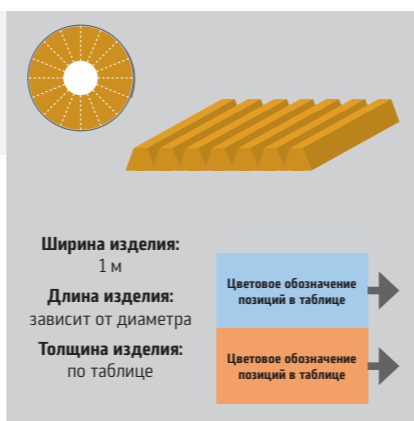 Ширина изделия:
1 м
Длина изделия:
зависит от диаметра
Толщина изделия:
по таблице
Цветовое обозначение
позиций в таблице
Цветовое обозначение
позиций в таблице